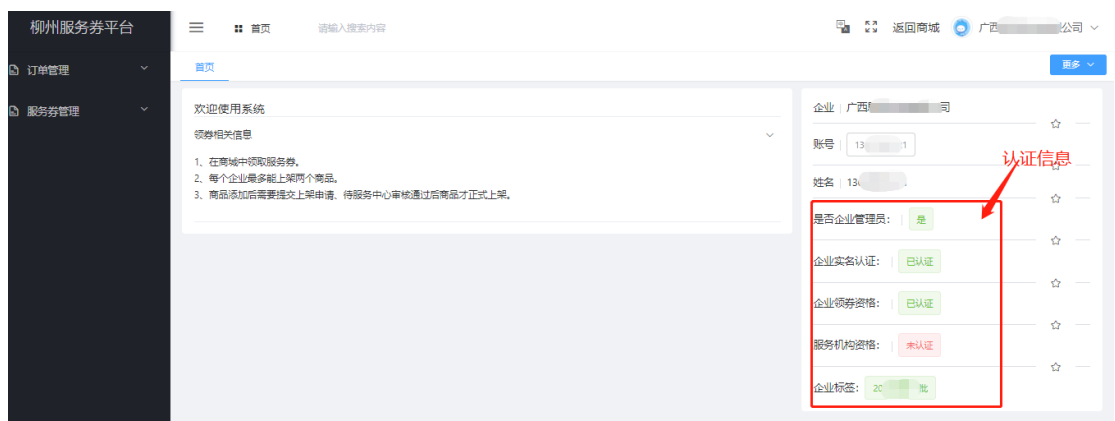 柳州服务券平台
首页
请输入搜索内容
返回商城
广西 公司
订单管理
服务券管理
首页
更多
欢迎使用系统
领券相关信息
1、在商城中领取服务券。
2、每个企业最多能上架两个商品。
3、商品添加后需要提交上架申请、待服务中心审核通过后商品才正式上架。
企业 广西 司
账号 13 1
认证信息
姓名 13
是否企业管理员： 是
企业实名认证： 已认证
企业领券资格： 已认证
服务机构资格： 未认证
企业标签： 20 批